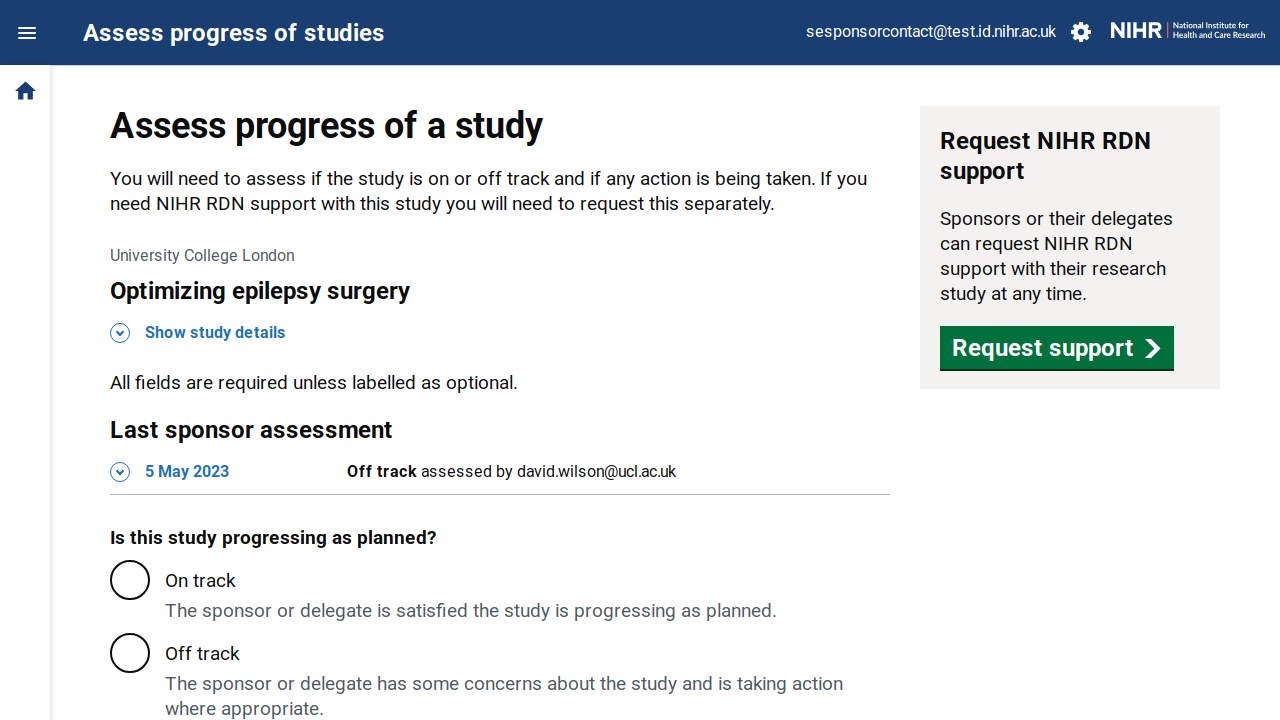 Assess progress of studies
sesponsorcontact@test.id.nihr.ac.uk
NIHR
National Institute for
Health and Care Research
Assess progress of a study
You will need to assess if the study is on or off track and if any action is being taken. If you
need NIHR RDN support with this study you will need to request this separately.
University College London
Optimizing epilepsy surgery
Show study details
All fields are required unless labelled as optional.
Last sponsor assessment
5 May 2023
Off track assessed by david.wilson@ucl.ac.uk
Is this study progressing as planned?
On track
The sponsor or delegate is satisfied the study is progressing as planned.
Off track
The sponsor or delegate has some concerns about the study and is taking action
where appropriate.
Request NIHR RDN
support
Sponsors or their delegates
can request NIHR RDN
support with their research
study at any time.
Request support